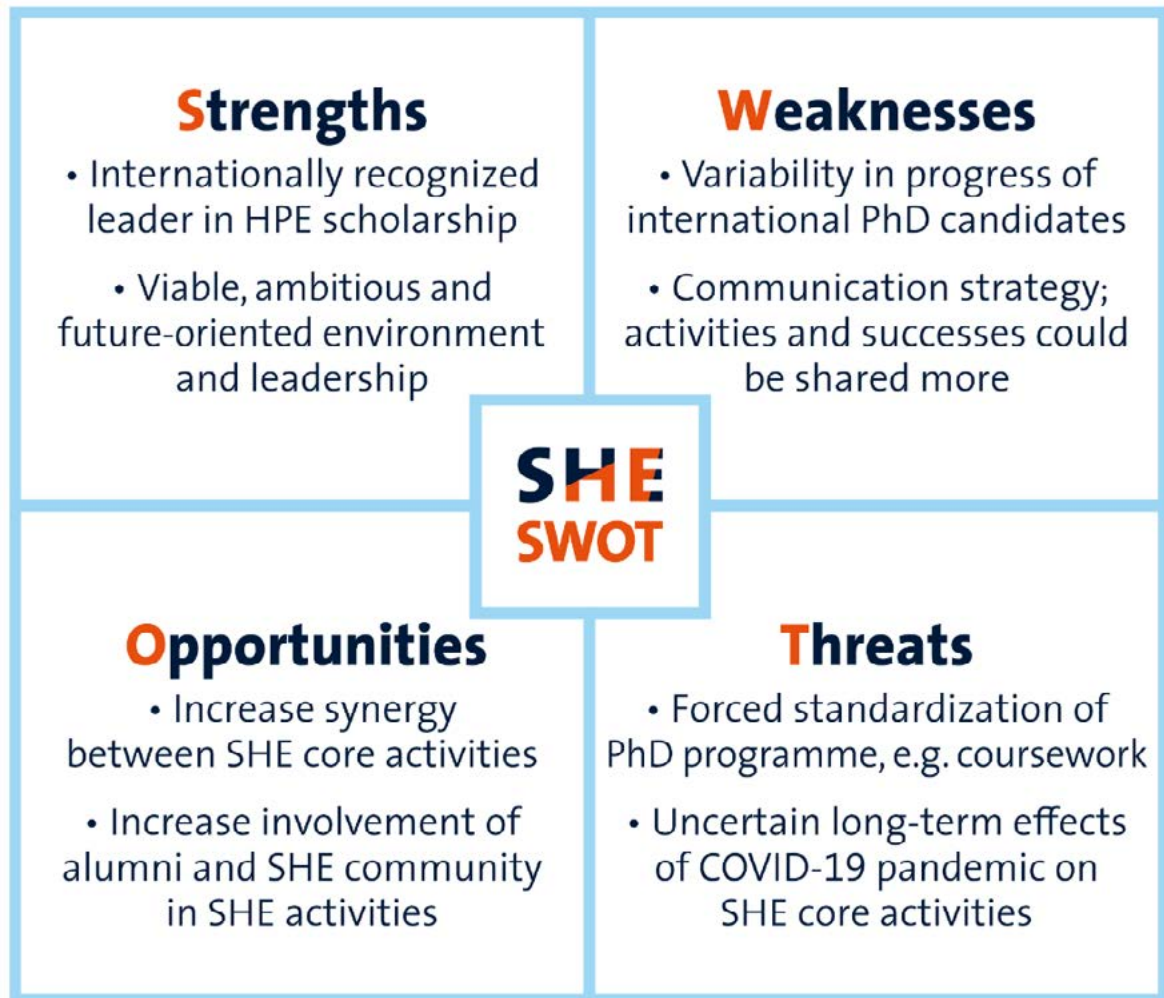 Strengths
• Internationally recognized
leader in HPE scholarship
• Viable, ambitious and
future-oriented environment
and leadership
Weaknesses
• Variability in progress of
international PhD candidates
• Communication strategy;
activities and successes could
be shared more
SHE
SWOT
Opportunities
• Increase synergy
between SHE core activities
• Increase involvement of
alumni and SHE community
in SHE activities
Threats
• Forced standardization of
PhD programme, e.g. coursework
• Uncertain long-term effects
of COVID-19 pandemic on
SHE core activities